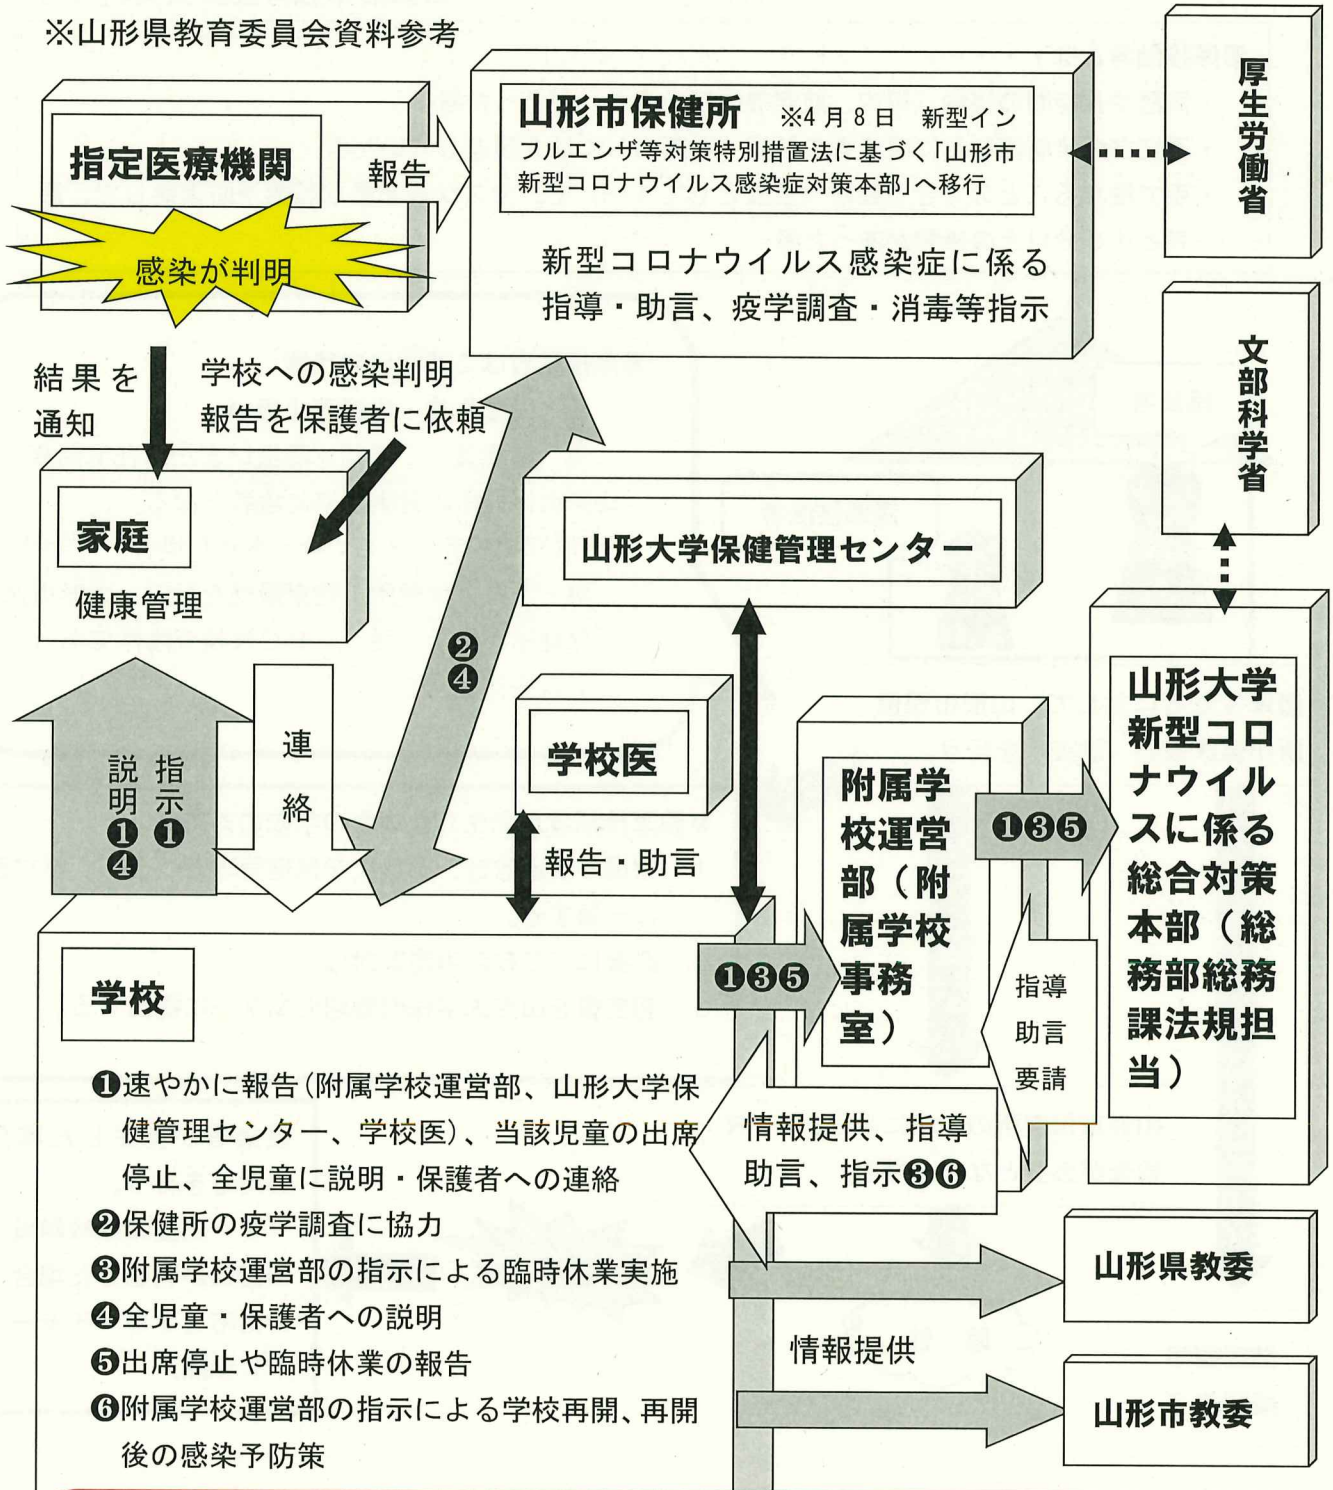 ※山形県教育委員会資料参考
指定医療機関
感染が判明
報告
山形市保健所 ※4月8日 新型イン
フルエンザ等対策特別措置法に基づく「山形市
新型コロナウイルス感染症対策本部」へ移行
新型コロナウイルス感染症に係る
指導・助言、疫学調査・消毒等指示
厚生労働省
文部科学省
結果を
通知
学校への感染判明
報告を保護者に依頼
家庭
健康管理
山形大学保健管理センター
❷
❹
指示❶
説明❶❹
連絡
学校医
報告・助言
附属学
校運営
部（附
属学校
事務
室）
❶❸❺
山形大学
新型コロ
ナウイル
スに係る
総合対策
本部（総
務部総務
課法規担
当）
❶❸❺
指導
助言
要請
情報提供、指導
助言、指示❸❻
学校
❶速やかに報告(附属学校運営部、山形大学保
健管理センター、学校医)、当該児童の出席
停止、全児童に説明・保護者への連絡
❷保健所の疫学調査に協力
❸附属学校運営部の指示による臨時休業実施
❹全児童・保護者への説明
❺出席停止や臨時休業の報告
❻附属学校運営部の指示による学校再開、再開
後の感染予防策
山形県教委
情報提供
山形市教委